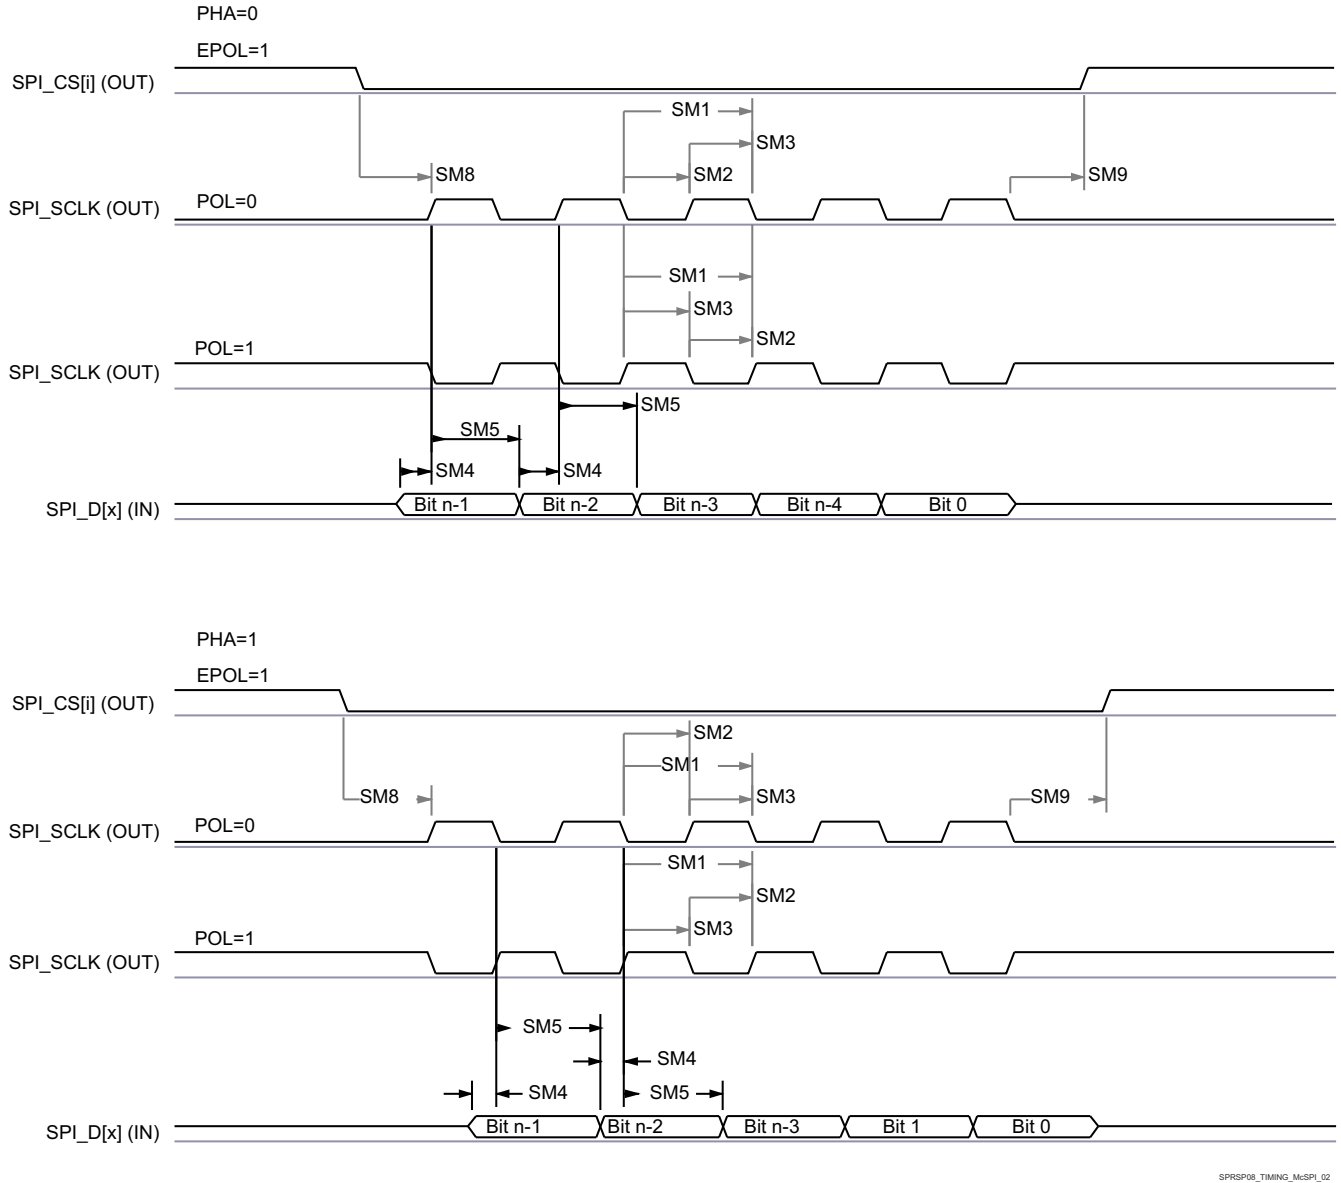 PHA=0
EPOL=1
SPI_CS[i] (OUT)
SM1
SM3
SM8
SM2
SM9
POL=0
SPI_SCLK (OUT)
SM1
SM3
SM2
POL=1
SPI_SCLK (OUT)
SM5
SM5
SM4
SM4
SPI_D[x] (IN)
Bit n-1
Bit n-2
Bit n-3
Bit n-4
Bit 0
PHA=1
EPOL=1
SPI_CS[i] (OUT)
SM2
SM1
SM8
SM3
SM9
POL=0
SPI_SCLK (OUT)
SM1
SM2
SM3
POL=1
SPI_SCLK (OUT)
SM5
SM4
SM4
SM5
SPI_D[x] (IN)
Bit n-1
Bit n-2
Bit n-3
Bit 1
Bit 0
SPRSP08_TIMING_McSPI_02